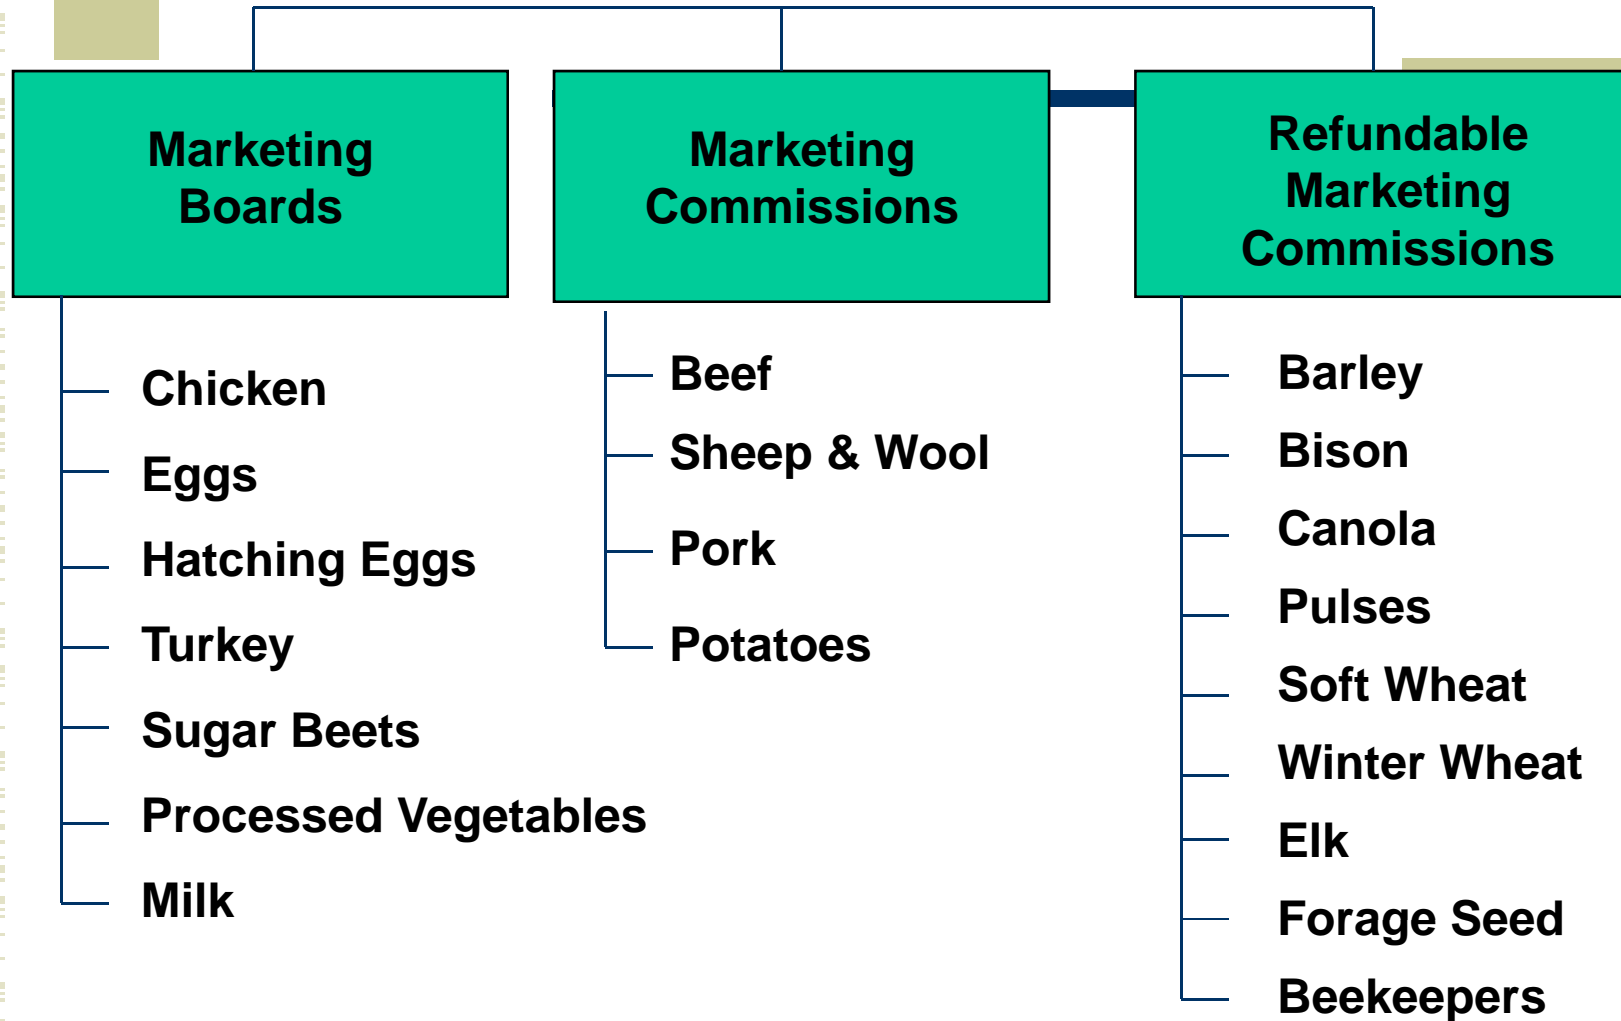 Marketing
Boards
Chicken
Eggs
Hatching Eggs
Turkey
Sugar Beets
Processed Vegetables
Milk
Marketing
Commissions
Beef
Sheep & Wool
Pork
Potatoes
Refundable
Marketing
Commissions
Barley
Bison
Canola
Pulses
Soft Wheat
Winter Wheat
Elk
Forage Seed
Beekeepers